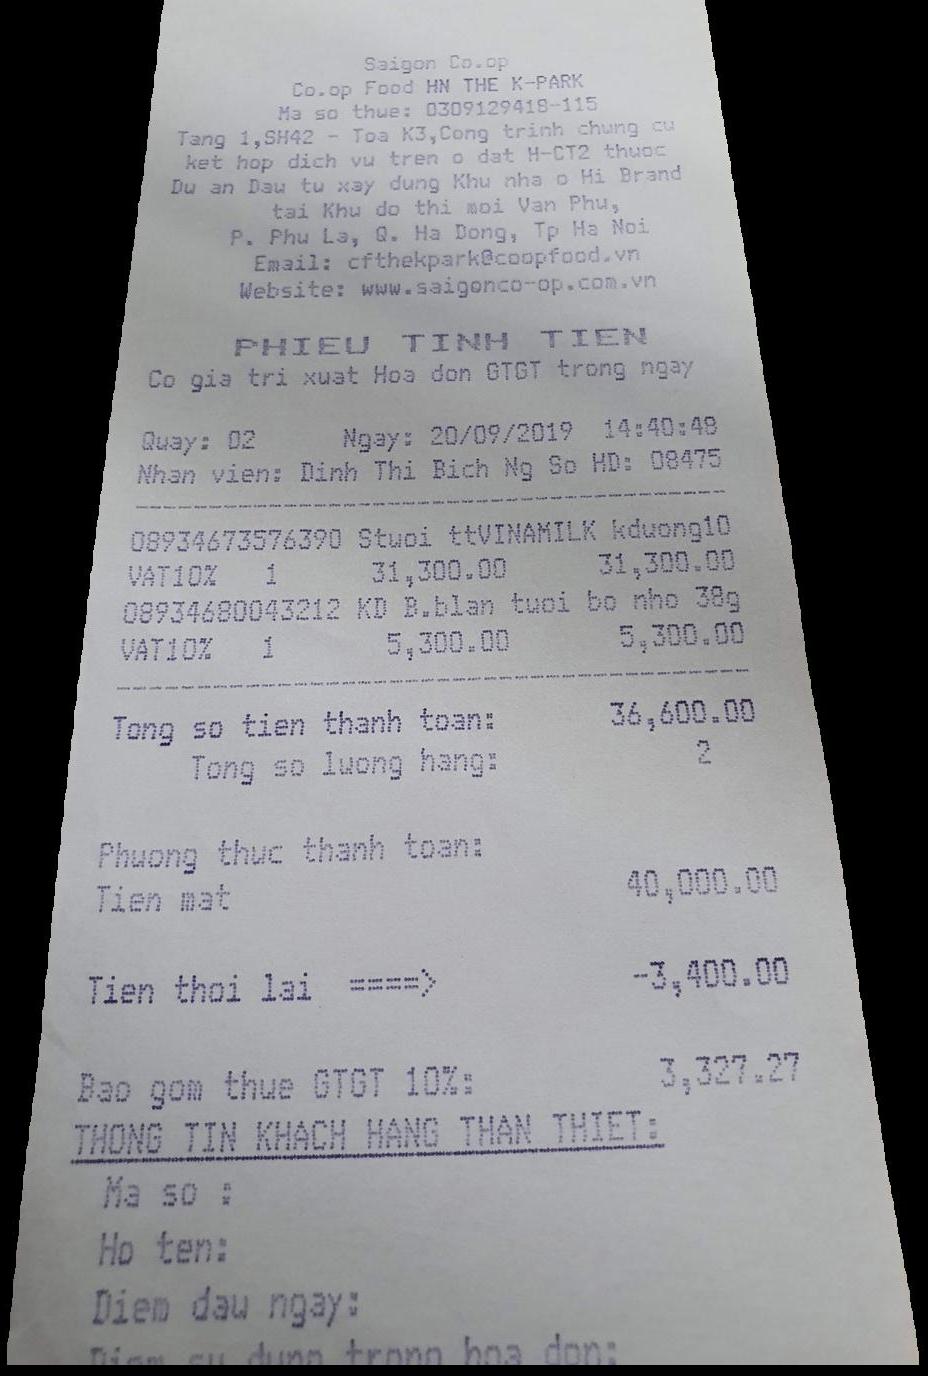 Saigon Co.op
Co.op Food HN THE K-PARK
Ma so thue: 0309129418-115
Tang 1,SH42 - Toa K3,Cong trinh chung cu
ket hop dich vu tren o dat H-CT2 thuoc
Du an Dau tu xay dung Khu nha o Hi Brand
tai Khu do thi moi Van Phu,
P. Phu La, Q. Ha Dong, Tp Ha Noi
Email: cfthekpark@coopfood.vn
Website: www.saigonco-op.com.vn
PHIEU TINH TIEN
Co gia tri xuat Hoa don GTGT trong ngay
Quay: 02 Ngay: 20/09/2019 14:40:48
Nhan vien: Dinh Thi Bich Ng So HD: 08475
08934673576390 Stuoi ttVINAMILK kduong10
VAT10% 1 31,300.00 31,300.00
08934680043212 KD B.blan tuoi bo nho 38g
VAT10% 1 5,300.00 5,300.00
Tong so tien thanh toan: 36,600.00
Tong so luong hang: 2
Phuong thuc thanh toan:
Tien mat 40,000.00
Tien thoi lai ====> -3,400.00
Bao gom thue GTGT 10%: 3,327.27
THONG TIN KHACH HANG THAN THIET:
Ma so :
Ho ten:
Diem dau ngay:
Diem su dung trong hoa don: